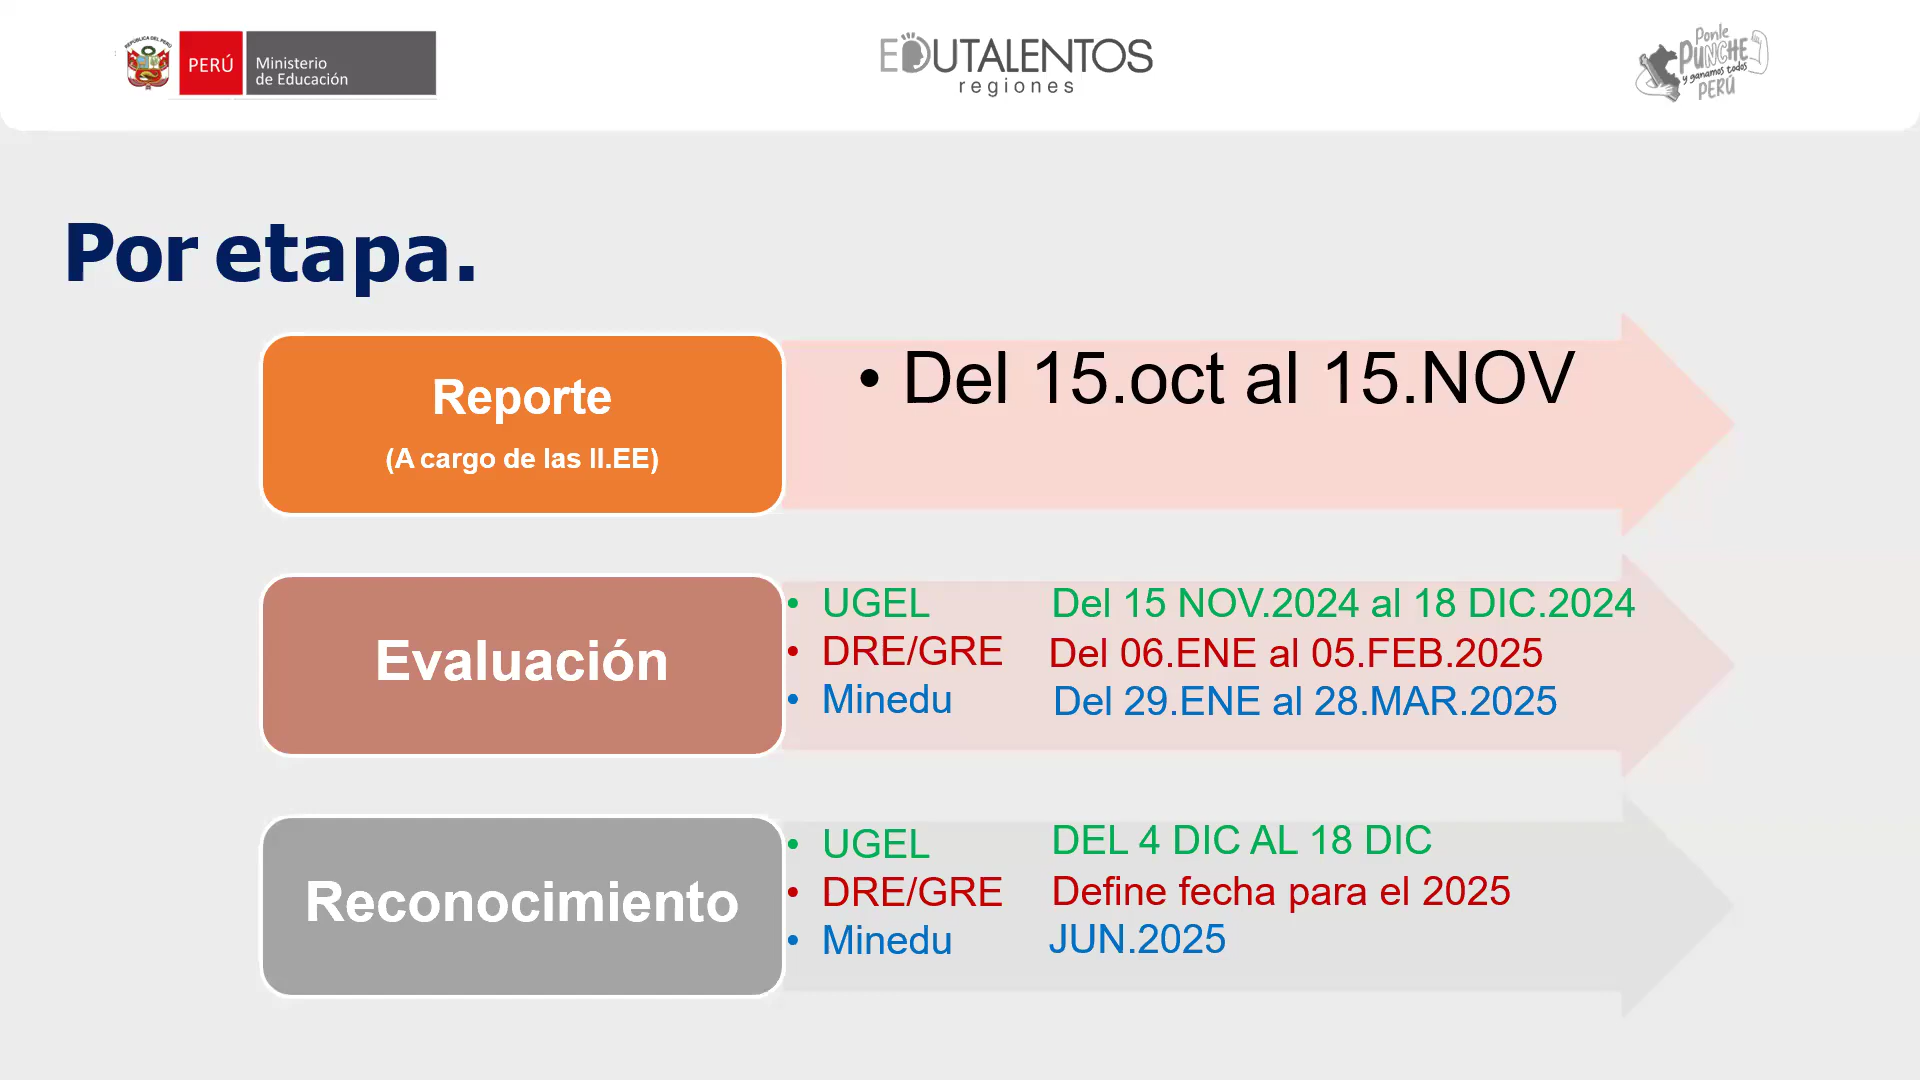 REPÚBLICA DEL PERÚ
PERÚ
Ministerio
de Educación
EDUTALENTOS
regiones
Ponle
PUNCHE
y ganamos todos
PERÚ
Por etapa.
Reporte
(A cargo de las II.EE)
• Del 15.oct al 15.NOV
Evaluación
• UGEL Del 15 NOV.2024 al 18 DIC.2024
• DRE/GRE Del 06.ENE al 05.FEB.2025
• Minedu Del 29.ENE al 28.MAR.2025
Reconocimiento
• UGEL DEL 4 DIC AL 18 DIC
• DRE/GRE Define fecha para el 2025
• Minedu JUN.2025